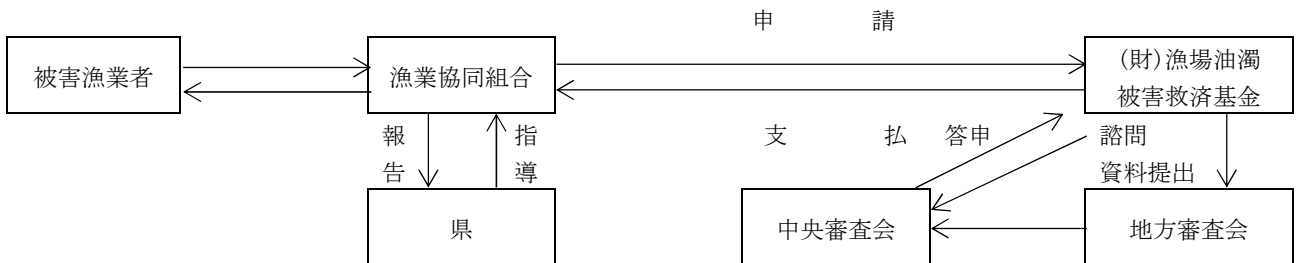 申 請
被害漁業者
漁業協同組合
(財)漁場油濁
被害救済基金
報
告
指
導
支 払
答申
諮問
資料提出
県
中央審査会
地方審査会